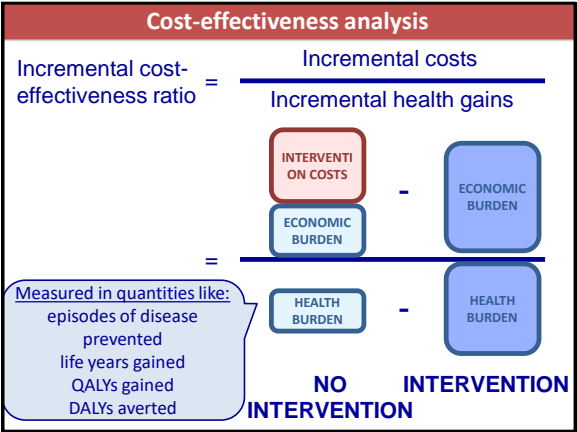 Cost-effectiveness analysis
Incremental cost-
effectiveness ratio
=
Incremental costs
Incremental health gains
=
INTERVENTI
ON COSTS
ECONOMIC
BURDEN
-
ECONOMIC
BURDEN
HEALTH
BURDEN
-
HEALTH
BURDEN
Measured in quantities like:
episodes of disease
prevented
life years gained
QALYs gained
DALYs averted
NO
INTERVENTION
INTERVENTION